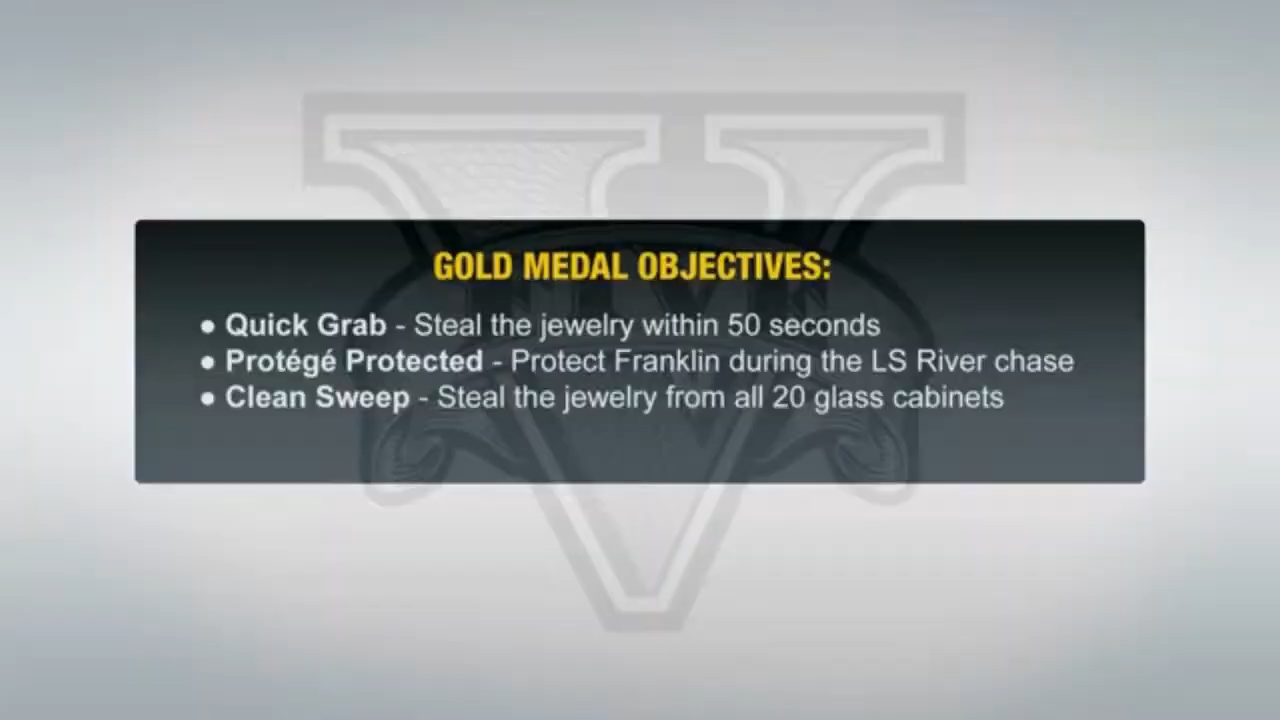 GOLD MEDAL OBJECTIVES:
● Quick Grab - Steal the jewelry within 50 seconds
● Protégé Protected - Protect Franklin during the LS River chase
● Clean Sweep - Steal the jewelry from all 20 glass cabinets
V
FIVE